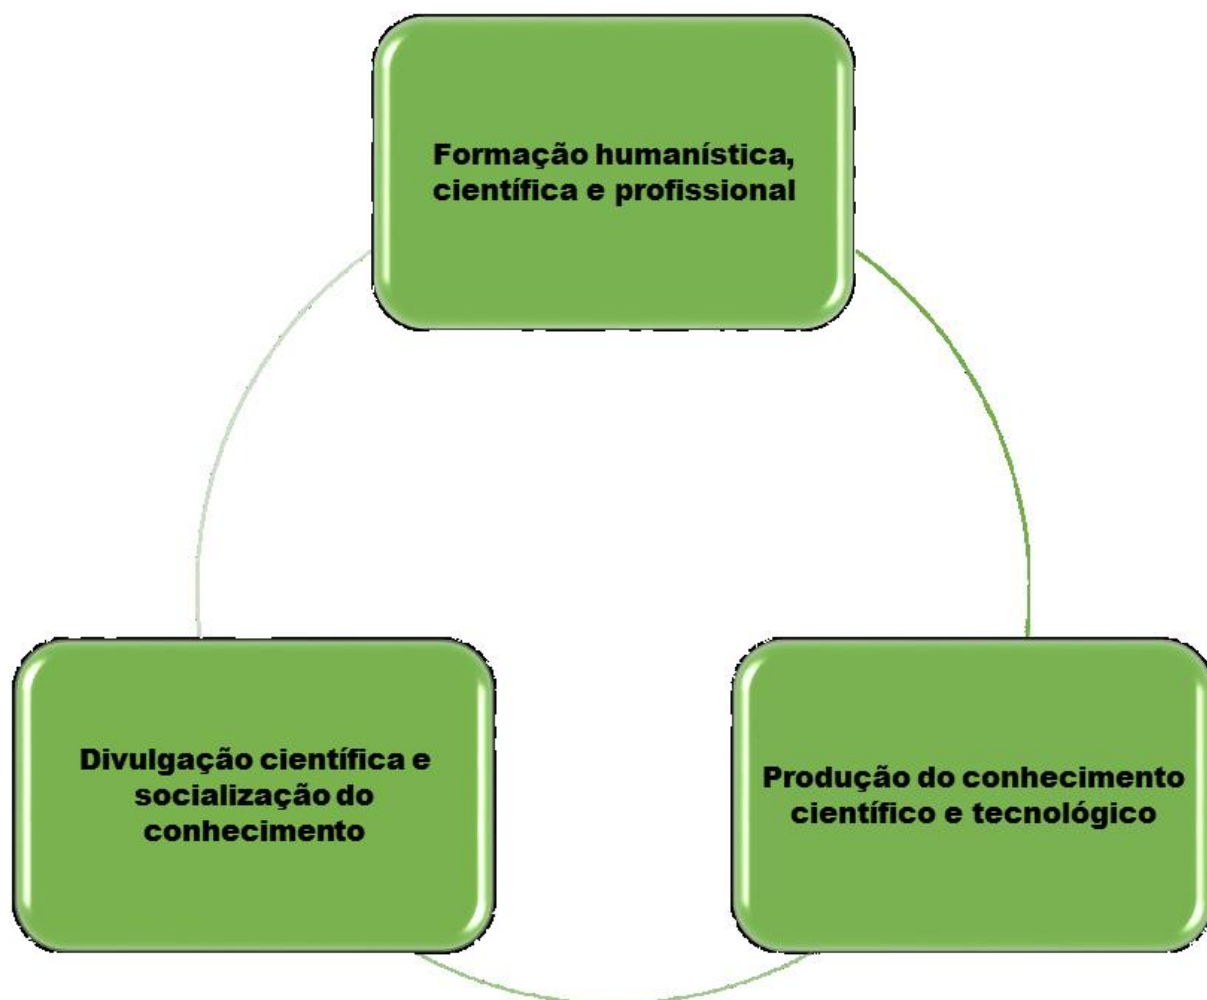 Formação humanística,
científica e profissional
Divulgação científica e
socialização do
conhecimento
Produção do conhecimento
científico e tecnológico